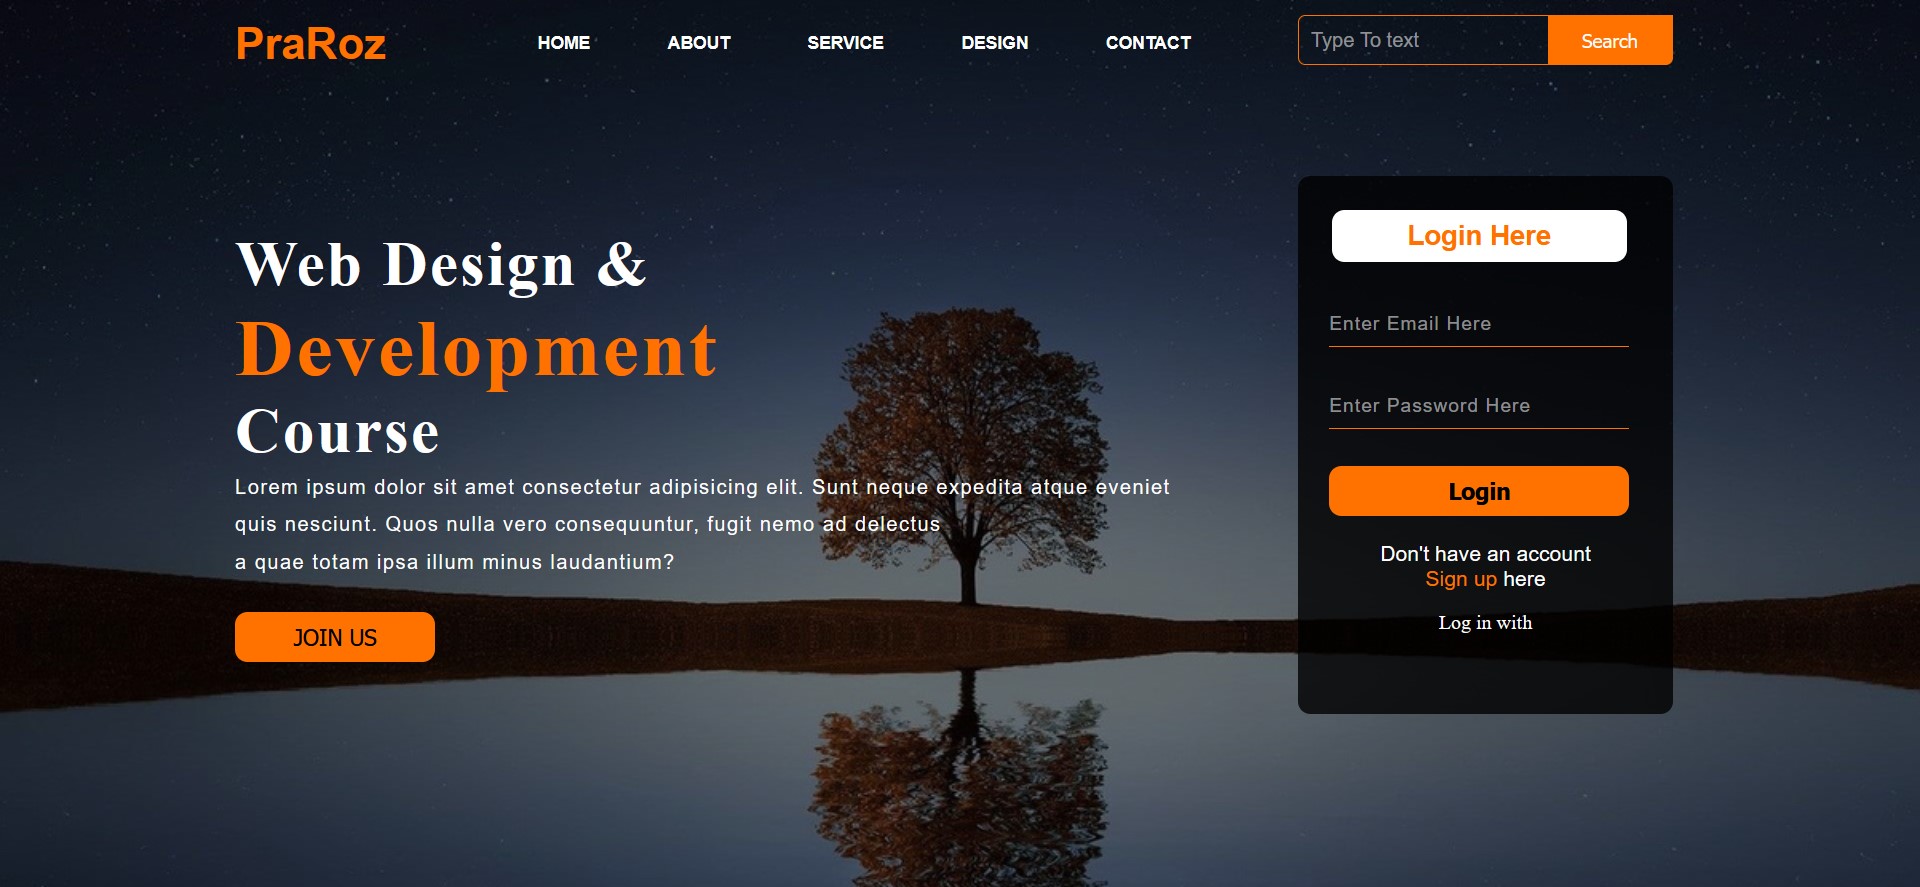 PraRoz
HOME
ABOUT
SERVICE
DESIGN
CONTACT
Type To text
Search
Web Design &
Development
Course
Lorem ipsum dolor sit amet consectetur adipisicing elit. Sunt neque expedita atque eveniet
quis nesciunt. Quos nulla vero consequuntur, fugit nemo ad delectus
a quae totam ipsa illum minus laudantium?
JOIN US
Login Here
Enter Email Here
Enter Password Here
Login
Don't have an account
Sign up here
Log in with